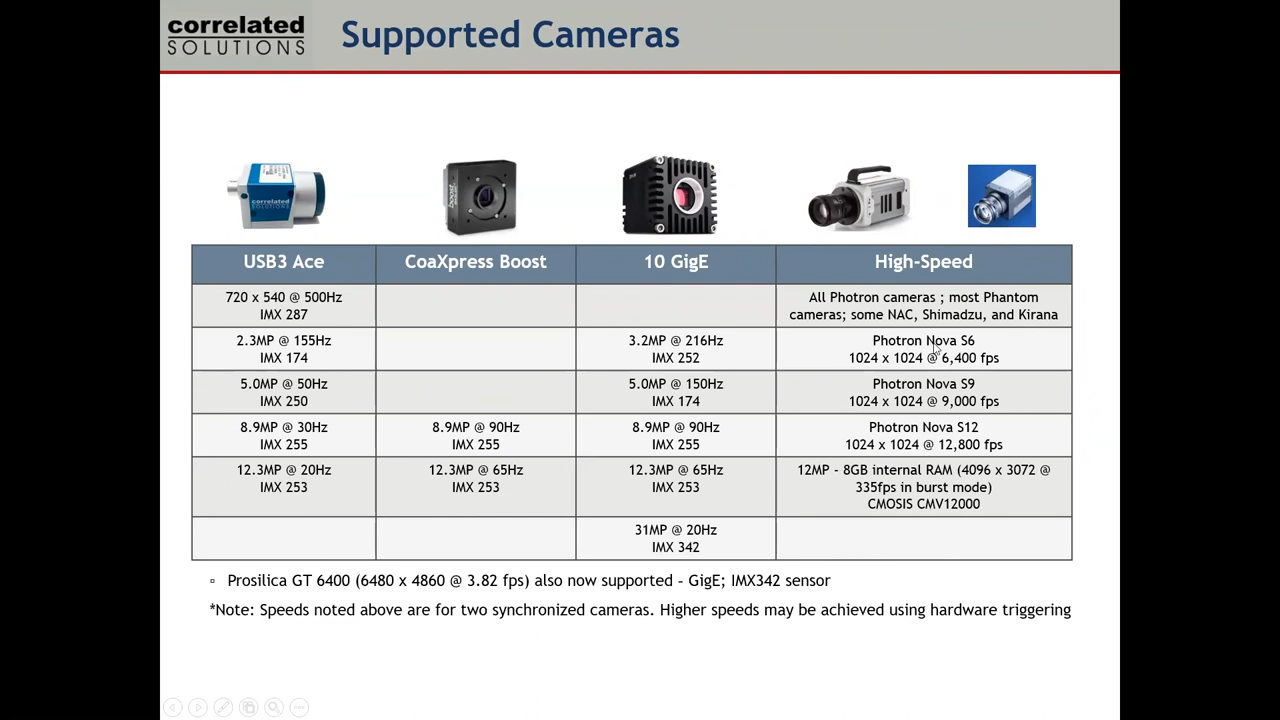 correlated
SOLUTIONS
Supported Cameras
correlated
SOLUTIONS
boost
USB3 Ace
CoaXpress Boost
10 GigE
High-Speed
720 x 540 @ 500Hz
IMX 287
All Photron cameras ; most Phantom
cameras; some NAC, Shimadzu, and Kirana
2.3MP @ 155Hz
IMX 174
3.2MP @ 216Hz
IMX 252
Photron Nova S6
1024 x 1024 @ 6,400 fps
5.0MP @ 50Hz
IMX 250
5.0MP @ 150Hz
IMX 174
Photron Nova S9
1024 x 1024 @ 9,000 fps
8.9MP @ 30Hz
IMX 255
8.9MP @ 90Hz
IMX 255
8.9MP @ 90Hz
IMX 255
Photron Nova S12
1024 x 1024 @ 12,800 fps
12.3MP @ 20Hz
IMX 253
12.3MP @ 65Hz
IMX 253
12.3MP @ 65Hz
IMX 253
12MP - 8GB internal RAM (4096 x 3072 @
335fps in burst mode)
CMOSIS CMV12000
31MP @ 20Hz
IMX 342
▫ Prosilica GT 6400 (6480 x 4860 @ 3.82 fps) also now supported – GigE; IMX342 sensor
*Note: Speeds noted above are for two synchronized cameras. Higher speeds may be achieved using hardware triggering